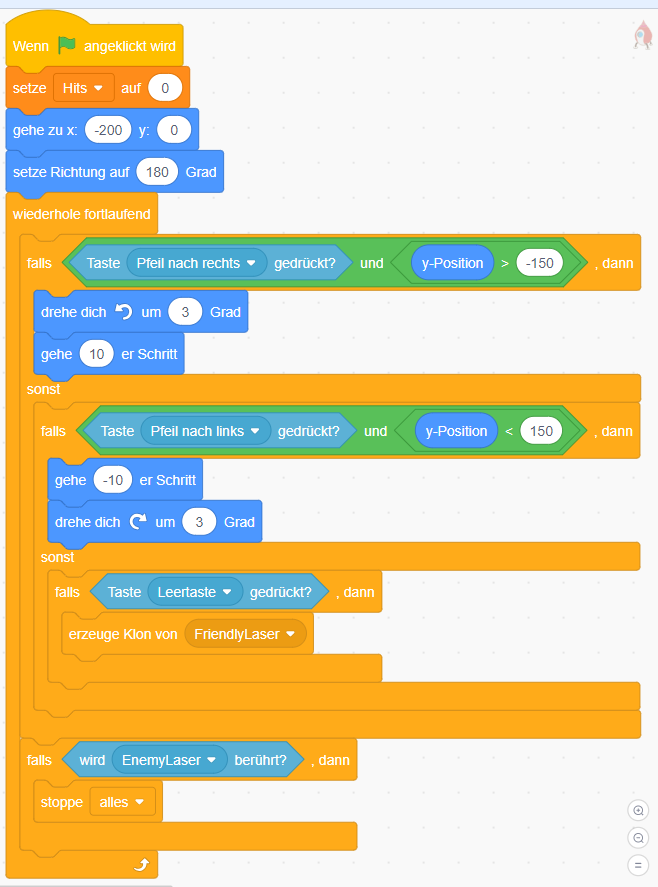 Wenn angeklickt wird
setze Hits auf 0
gehe zu x: -200 y: 0
setze Richtung auf 180 Grad
wiederhole fortlaufend
falls Taste Pfeil nach rechts gedrückt? und y-Position > -150 , dann
drehe dich um 3 Grad
gehe 10 er Schritt
sonst
falls Taste Pfeil nach links gedrückt? und y-Position < 150 , dann
gehe -10 er Schritt
drehe dich um 3 Grad
sonst
falls Taste Leertaste gedrückt? , dann
erzeuge Klon von FriendlyLaser
falls wird EnemyLaser berührt? , dann
stoppe alles